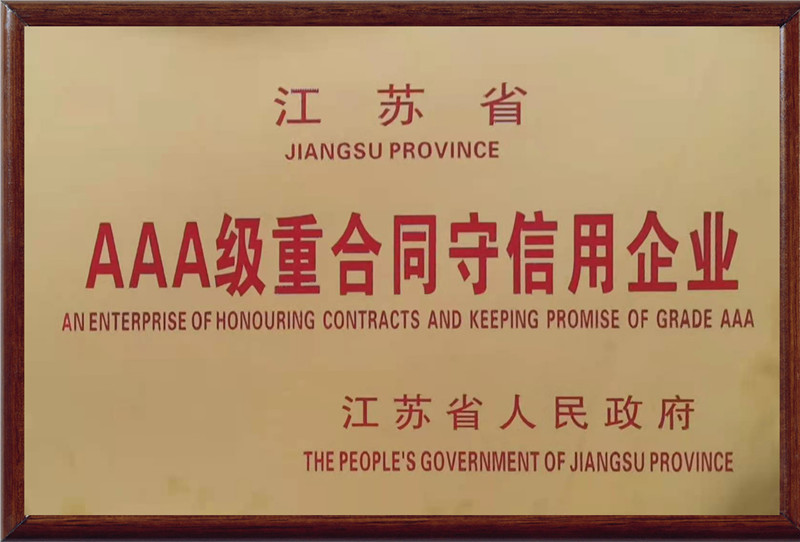 江苏省
JIANGSU PROVINCE
AAA级重合同守信用企业
AN ENTERPRISE OF HONOURING CONTRACTS AND KEEPING PROMISE OF GRADE AAA
江苏省人民政府
THE PEOPLE'S GOVERNMENT OF JIANGSU PROVINCE